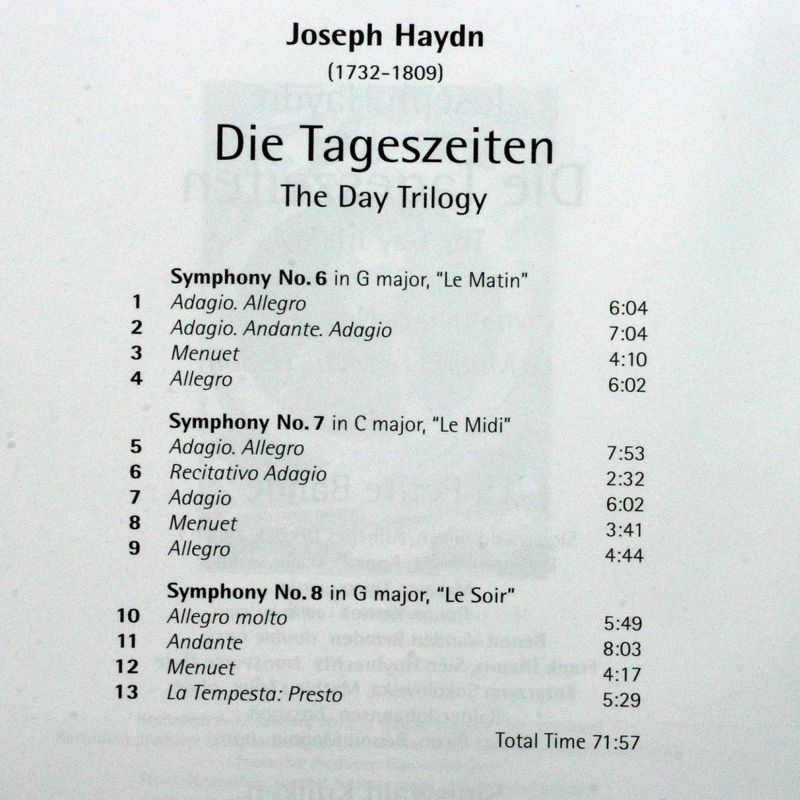 Joseph Haydn
(1732-1809)
Die Tageszeiten
The Day Trilogy
Symphony No. 6 in G major, "Le Matin"
1 Adagio. Allegro 6:04
2 Adagio. Andante. Adagio 7:04
3 Menuet 4:10
4 Allegro 6:02
Symphony No. 7 in C major, "Le Midi"
5 Adagio. Allegro 7:53
6 Recitativo Adagio 2:32
7 Adagio 6:02
8 Menuet 3:41
9 Allegro 4:44
Symphony No. 8 in G major, "Le Soir"
10 Allegro molto 5:49
11 Andante 8:03
12 Menuet 4:17
13 La Tempesta: Presto 5:29
Total Time 71:57